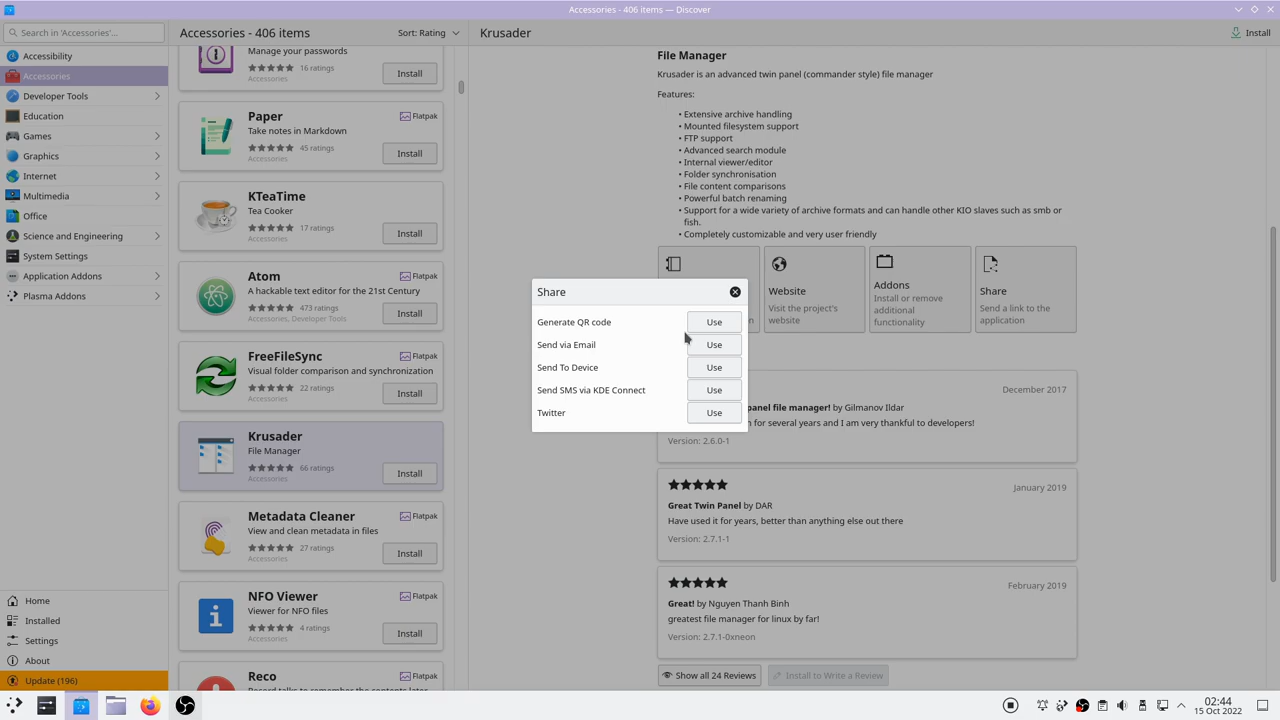 Accessories - 406 items — Discover
Search in 'Accessories'...
Accessories - 406 items
Sort: Rating
Krusader
Install
Accessibility
Accessories
Developer Tools
Education
Games
Graphics
Internet
Multimedia
Office
Science and Engineering
System Settings
Application Addons
Plasma Addons
Home
Installed
Settings
About
Update (196)
Manage your passwords
16 ratings
Accessories
Install
Paper
Flatpak
Take notes in Markdown
45 ratings
Accessories
Install
KTeaTime
Tea Cooker
17 ratings
Accessories
Install
Atom
Flatpak
A hackable text editor for the 21st Century
473 ratings
Accessories, Developer Tools
Install
FreeFileSync
Flatpak
Visual folder comparison and synchronization
22 ratings
Accessories
Install
Krusader
File Manager
66 ratings
Accessories
Install
Metadata Cleaner
Flatpak
View and clean metadata in files
27 ratings
Accessories
Install
NFO Viewer
Flatpak
Viewer for NFO files
4 ratings
Accessories
Install
Reco
Flatpak
File Manager
Krusader is an advanced twin panel (commander style) file manager
Features:
• Extensive archive handling
• Mounted filesystem support
• FTP support
• Advanced search module
• Internal viewer/editor
• Folder synchronisation
• File content comparisons
• Powerful batch renaming
• Support for a wide variety of archive formats and can handle other KIO slaves such as smb or
fish.
• Completely customizable and very user friendly
Website
Visit the project's
website
Addons
Install or remove
additional
functionality
Share
Send a link to the
application
Share
Generate QR code
Use
Send via Email
Use
Send To Device
Use
Send SMS via KDE Connect
Use
Twitter
Use
December 2017
panel file manager! by Gilmanov Ildar
for several years and I am very thankful to developers!
Version: 2.6.0-1
January 2019
Great Twin Panel by DAR
Have used it for years, better than anything else out there
Version: 2.7.1-1
February 2019
Great! by Nguyen Thanh Binh
greatest file manager for linux by far!
Version: 2.7.1-0xneon
Show all 24 Reviews
Install to Write a Review
02:44
15 Oct 2022